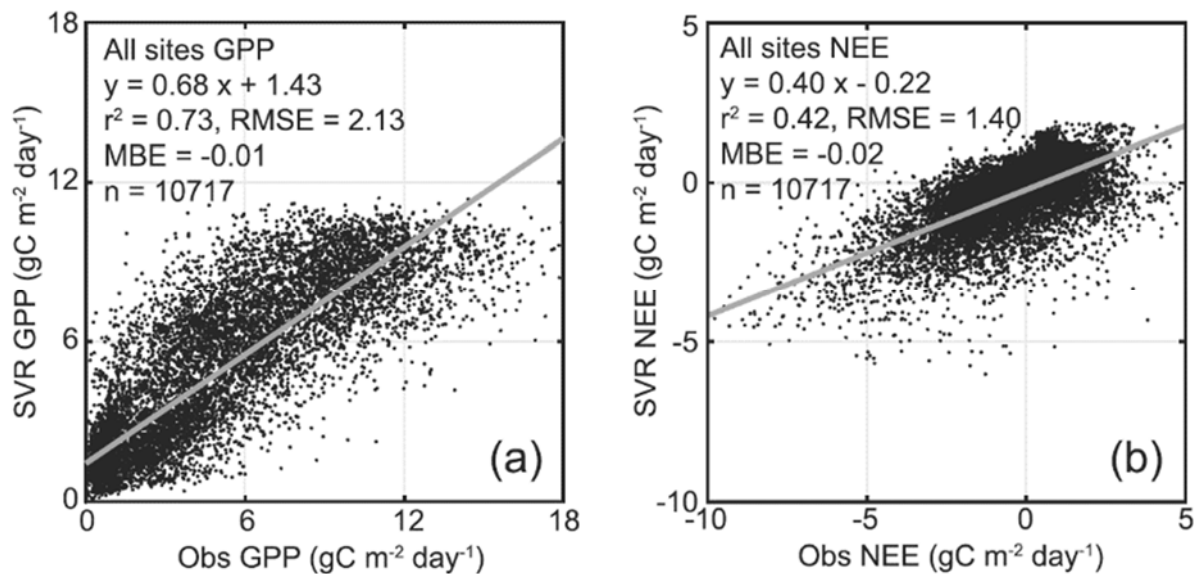 All sites GPP
y = 0.68 x + 1.43
r² = 0.73, RMSE = 2.13
MBE = -0.01
n = 10717
18
12
6
0
0 6 12 18
SVR GPP (gC m⁻² day⁻¹)
Obs GPP (gC m⁻² day⁻¹)
(a)
All sites NEE
y = 0.40 x - 0.22
r² = 0.42, RMSE = 1.40
MBE = -0.02
n = 10717
5
0
-5
-10
-10 -5 0 5
SVR NEE (gC m⁻² day⁻¹)
Obs NEE (gC m⁻² day⁻¹)
(b)